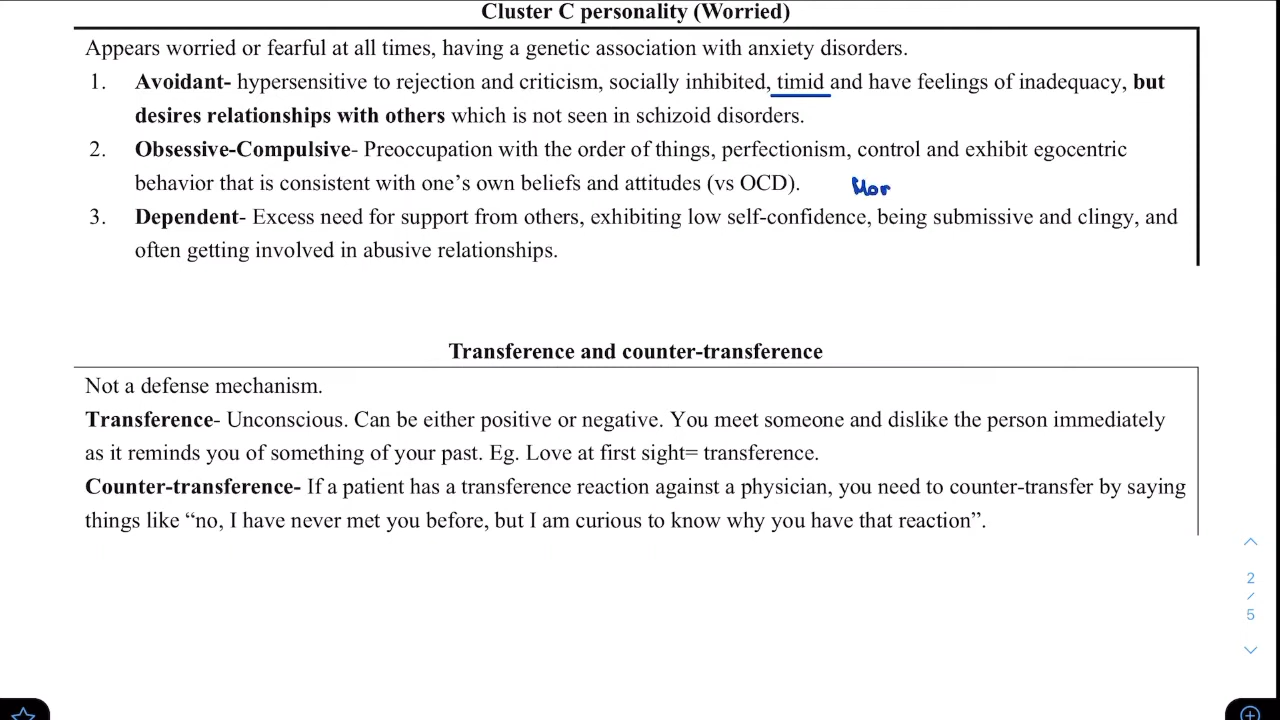 Cluster C personality (Worried)
Appears worried or fearful at all times, having a genetic association with anxiety disorders.
1. Avoidant- hypersensitive to rejection and criticism, socially inhibited, timid and have feelings of inadequacy, but
desires relationships with others which is not seen in schizoid disorders.
2. Obsessive-Compulsive- Preoccupation with the order of things, perfectionism, control and exhibit egocentric
behavior that is consistent with one’s own beliefs and attitudes (vs OCD).
3. Dependent- Excess need for support from others, exhibiting low self-confidence, being submissive and clingy, and
often getting involved in abusive relationships.
Transference and counter-transference
Not a defense mechanism.
Transference- Unconscious. Can be either positive or negative. You meet someone and dislike the person immediately
as it reminds you of something of your past. Eg. Love at first sight= transference.
Counter-transference- If a patient has a transference reaction against a physician, you need to counter-transfer by saying
things like “no, I have never met you before, but I am curious to know why you have that reaction”.
2
/
5